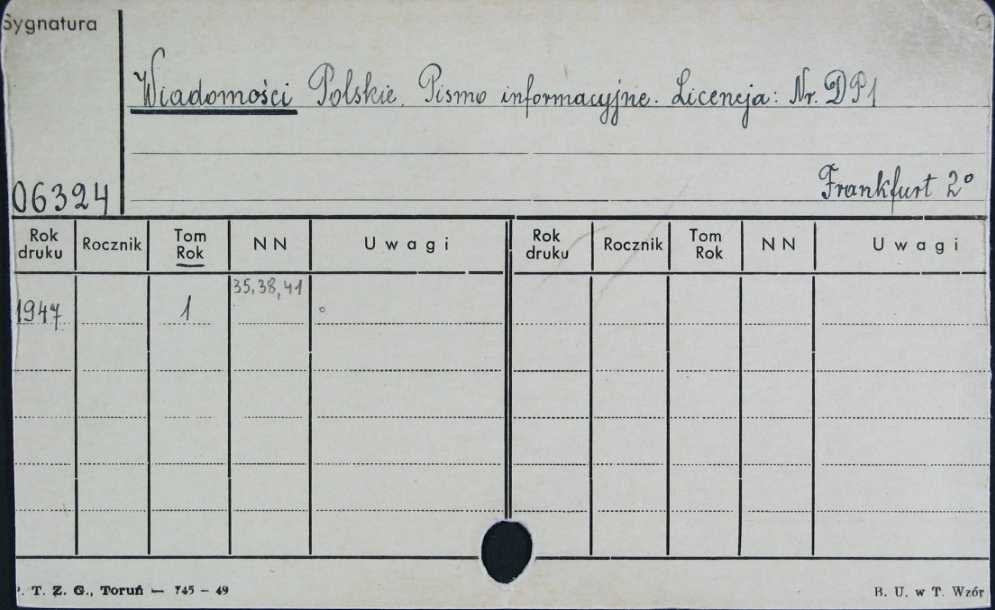 Sygnatura
Wiadomości Polskie. Pismo informacyjne. Licencja: Nr. DP1
06324
Frankfurt 2°
Rok druku Rocznik Tom Rok NN Uwagi Rok druku Rocznik Tom Rok NN Uwagi
35,38,41
1947 1
P. T. Z. G., Toruń — 745 – 49
B. U. w T. Wzór